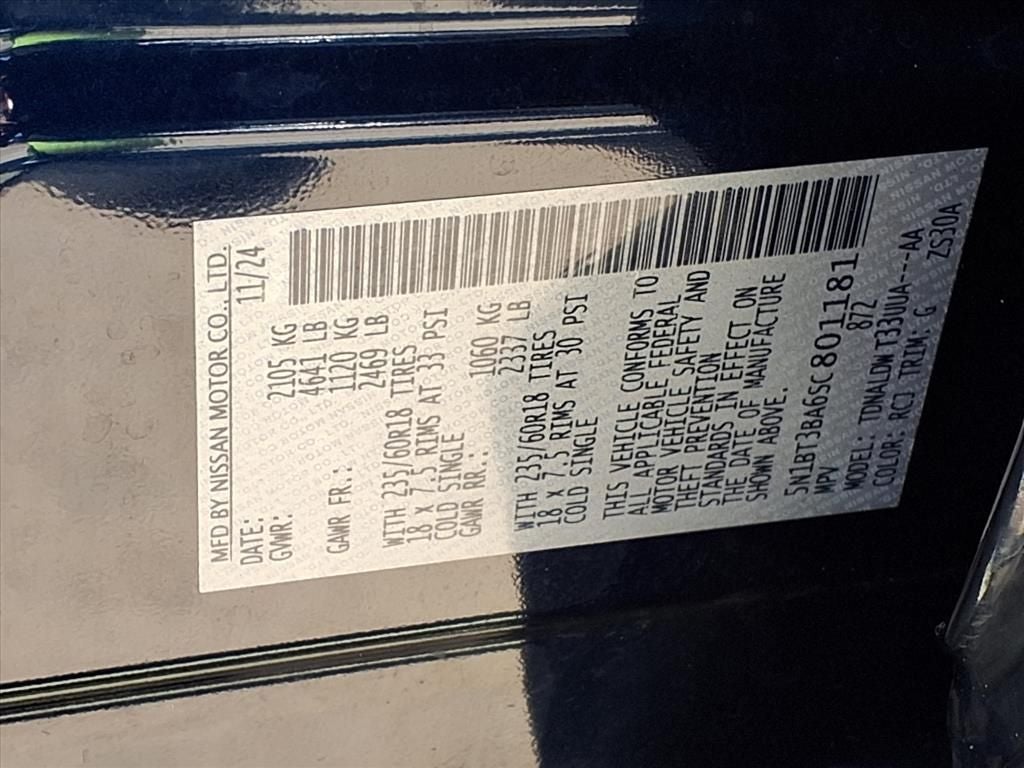 MFD BY NISSAN MOTOR CO., LTD.
DATE: 11/24
GVWR: 2105 KG
4641 LB
GAWR FR.: 1120 KG
2469 LB
WITH 235/60R18 TIRES
18 X 7.5 RIMS AT 33 PSI
COLD SINGLE
GAWR RR.: 1060 KG
2337 LB
WITH 235/60R18 TIRES
18 X 7.5 RIMS AT 30 PSI
COLD SINGLE
THIS VEHICLE CONFORMS TO
ALL APPLICABLE FEDERAL
MOTOR VEHICLE SAFETY AND
THEFT PREVENTION
STANDARDS IN EFFECT ON
THE DATE OF MANUFACTURE
SHOWN ABOVE.
5N1BT3BA6SC801181
MPV 872
MODEL: TDNALDW T33UUA---AA
COLOR: RCJ TRIM G ZS30A